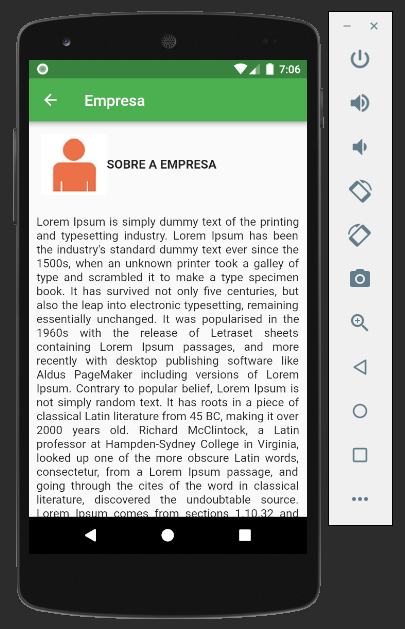 7:06
Empresa
SOBRE A EMPRESA
Lorem Ipsum is simply dummy text of the printing
and typesetting industry. Lorem Ipsum has been
the industry's standard dummy text ever since the
1500s, when an unknown printer took a galley of
type and scrambled it to make a type specimen
book. It has survived not only five centuries, but
also the leap into electronic typesetting, remaining
essentially unchanged. It was popularised in the
1960s with the release of Letraset sheets
containing Lorem Ipsum passages, and more
recently with desktop publishing software like
Aldus PageMaker including versions of Lorem
Ipsum. Contrary to popular belief, Lorem Ipsum is
not simply random text. It has roots in a piece of
classical Latin literature from 45 BC, making it over
2000 years old. Richard McClintock, a Latin
professor at Hampden-Sydney College in Virginia,
looked up one of the more obscure Latin words,
consectetur, from a Lorem Ipsum passage, and
going through the cites of the word in classical
literature, discovered the undoubtable source.
Lorem Ipsum comes from sections 1.10.32 and